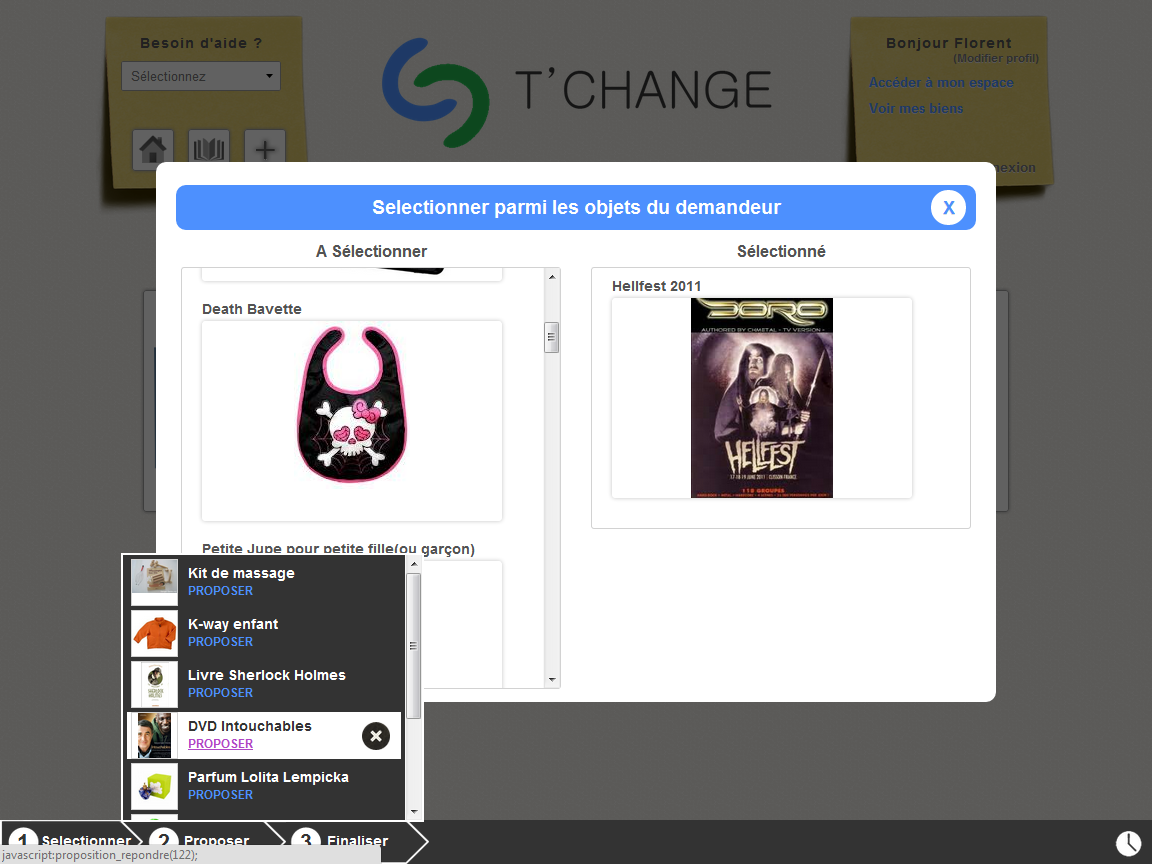 Besoin d'aide ?
Sélectionnez
T'CHANGE
Bonjour Florent
(Modifier profil)
Accéder à mon espace
Voir mes biens
nexion
Selectionner parmi les objets du demandeur
X
A Sélectionner
Sélectionné
Death Bavette
Petite Jupe pour petite fille(ou garçon)
Hellfest 2011
DORO
AUTHORED BY CHMETAL - TV VERSION -
HELLFEST
17-18-19 JUNE 2011 CLISSON FRANCE
118 GROUPES
Kit de massage
PROPOSER
K-way enfant
PROPOSER
Livre Sherlock Holmes
PROPOSER
DVD Intouchables
PROPOSER
Parfum Lolita Lempicka
PROPOSER
1 Selectionner
2 Proposer
3 Finaliser
javascript:proposition_repondre(122);